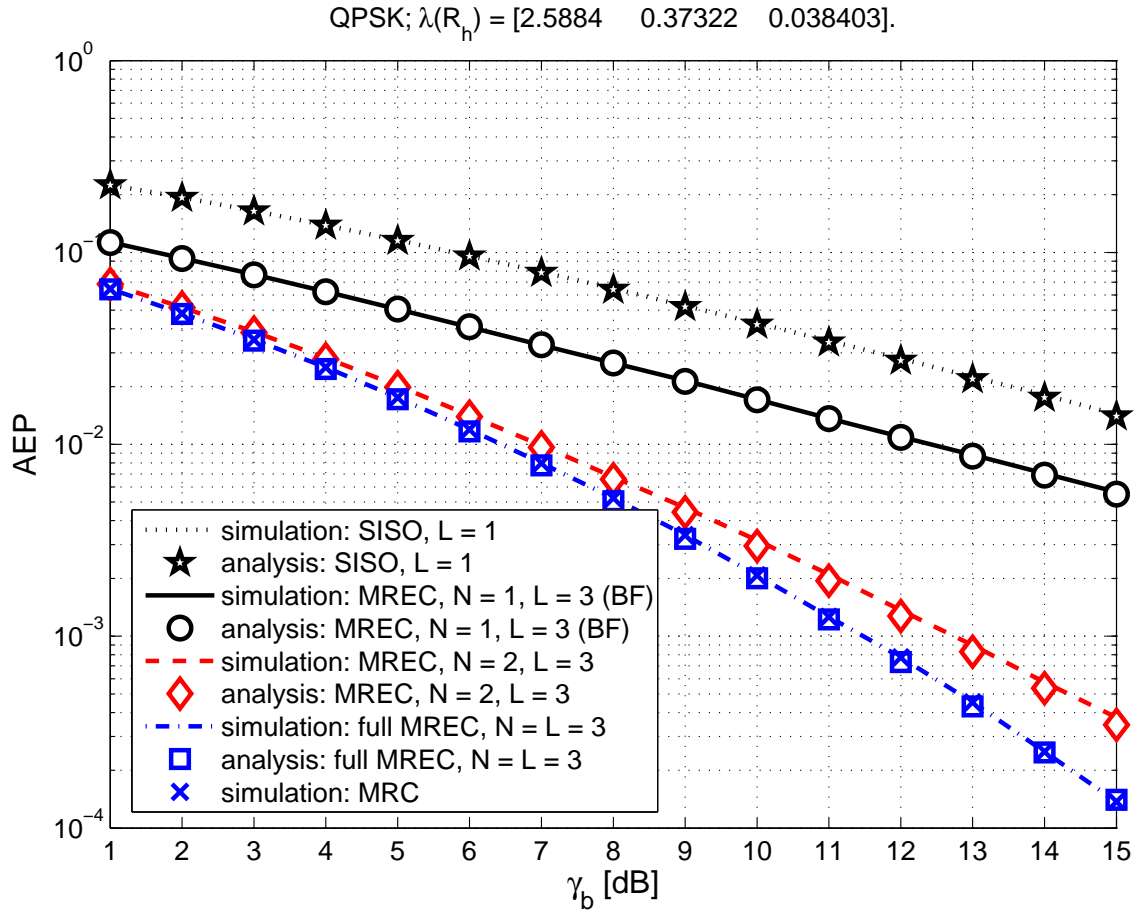 QPSK; λ(R_h) = [2.5884 0.37322 0.038403].
10^0
10^-1
10^-2
10^-3
10^-4
AEP
simulation: SISO, L = 1
analysis: SISO, L = 1
simulation: MREC, N = 1, L = 3 (BF)
analysis: MREC, N = 1, L = 3 (BF)
simulation: MREC, N = 2, L = 3
analysis: MREC, N = 2, L = 3
simulation: full MREC, N = L = 3
analysis: full MREC, N = L = 3
simulation: MRC
1 2 3 4 5 6 7 8 9 10 11 12 13 14 15
γ_b [dB]